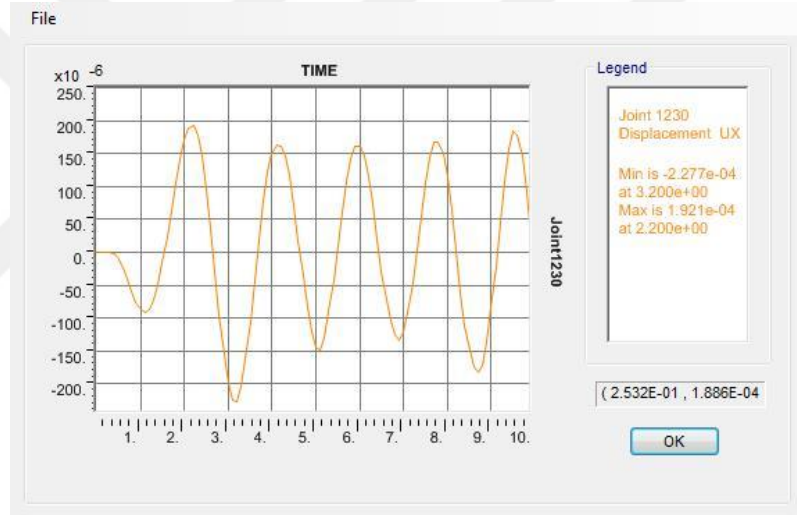 File
x10 -6
TIME
250.
200.
150.
100.
50.
0.
-50.
-100.
-150.
-200.
1. 2. 3. 4. 5. 6. 7. 8. 9. 10.
Joint1230
Legend
Joint 1230
Displacement UX
Min is -2.277e-04
at 3.200e+00
Max is 1.921e-04
at 2.200e+00
( 2.532E-01 , 1.886E-04
OK